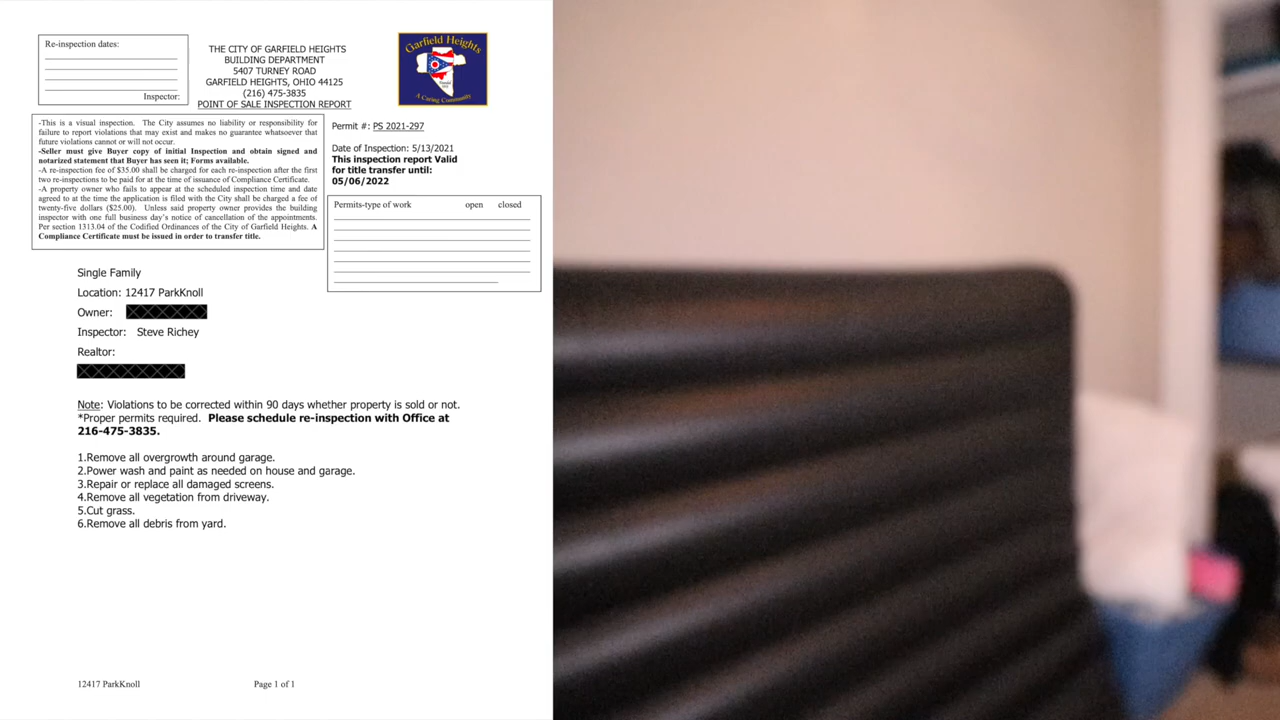 Re-inspection dates:
Inspector:
THE CITY OF GARFIELD HEIGHTS
BUILDING DEPARTMENT
5407 TURNEY ROAD
GARFIELD HEIGHTS, OHIO 44125
(216) 475-3835
POINT OF SALE INSPECTION REPORT
Garfield Heights
A Caring Community
-This is a visual inspection. The City assumes no liability or responsibility for
failure to report violations that may exist and makes no guarantee whatsoever that
future violations cannot or will not occur.
-Seller must give Buyer copy of initial Inspection and obtain signed and
notarized statement that Buyer has seen it; Forms available.
-A re-inspection fee of $35.00 shall be charged for each re-inspection after the first
two re-inspections to be paid for at the time of issuance of Compliance Certificate.
-A property owner who fails to appear at the scheduled inspection time and date
agreed to at the time the application is filed with the City shall be charged a fee of
twenty-five dollars ($25.00). Unless said property owner provides the building
inspector with one full business day's notice of cancellation of the appointments.
Per section 1313.04 of the Codified Ordinances of the City of Garfield Heights. A
Compliance Certificate must be issued in order to transfer title.
Permit #: PS 2021-297
Date of Inspection: 5/13/2021
This inspection report Valid
for title transfer until:
05/06/2022
Permits-type of work open closed
Single Family
Location: 12417 ParkKnoll
Owner:
Inspector: Steve Richey
Realtor:
Note: Violations to be corrected within 90 days whether property is sold or not.
*Proper permits required. Please schedule re-inspection with Office at
216-475-3835.
1.Remove all overgrowth around garage.
2.Power wash and paint as needed on house and garage.
3.Repair or replace all damaged screens.
4.Remove all vegetation from driveway.
5.Cut grass.
6.Remove all debris from yard.
12417 ParkKnoll
Page 1 of 1